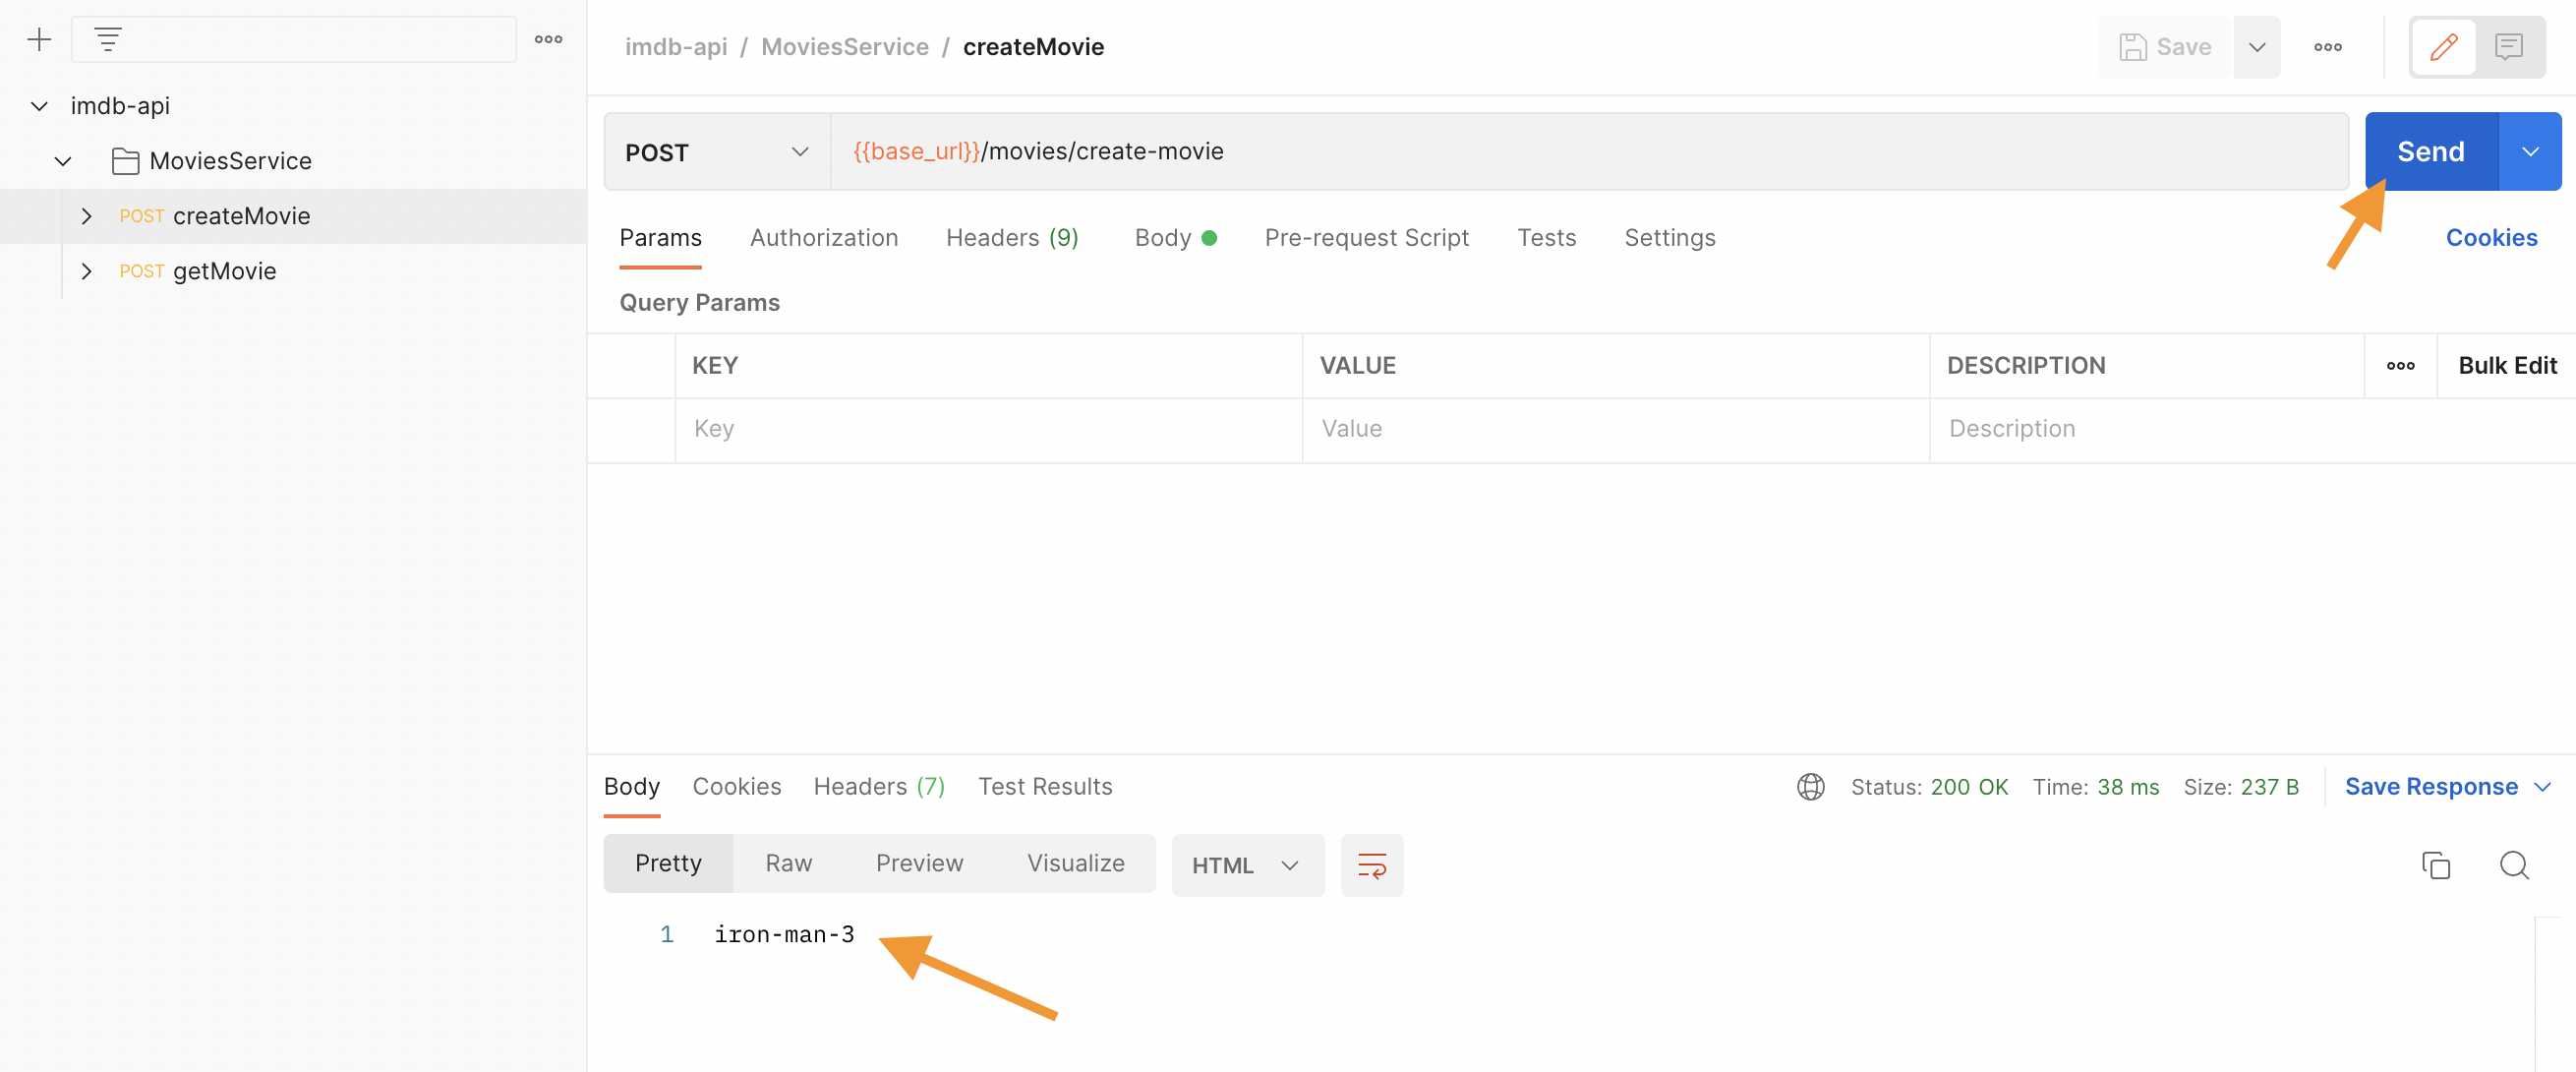 imdb-api / MoviesService / createMovie
Save
imdb-api
MoviesService
POST createMovie
POST getMovie
POST
{{base_url}}/movies/create-movie
Send
Params Authorization Headers (9) Body Pre-request Script Tests Settings Cookies
Query Params
KEY VALUE DESCRIPTION Bulk Edit
Key Value Description
Body Cookies Headers (7) Test Results Status: 200 OK Time: 38 ms Size: 237 B Save Response
Pretty Raw Preview Visualize HTML
1 iron-man-3